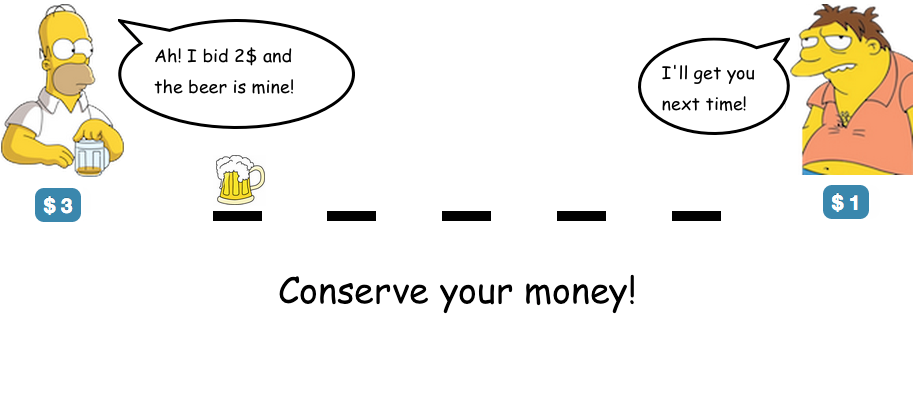 Ah! I bid 2$ and
the beer is mine!
I'll get you
next time!
$3
$1
Conserve your money!